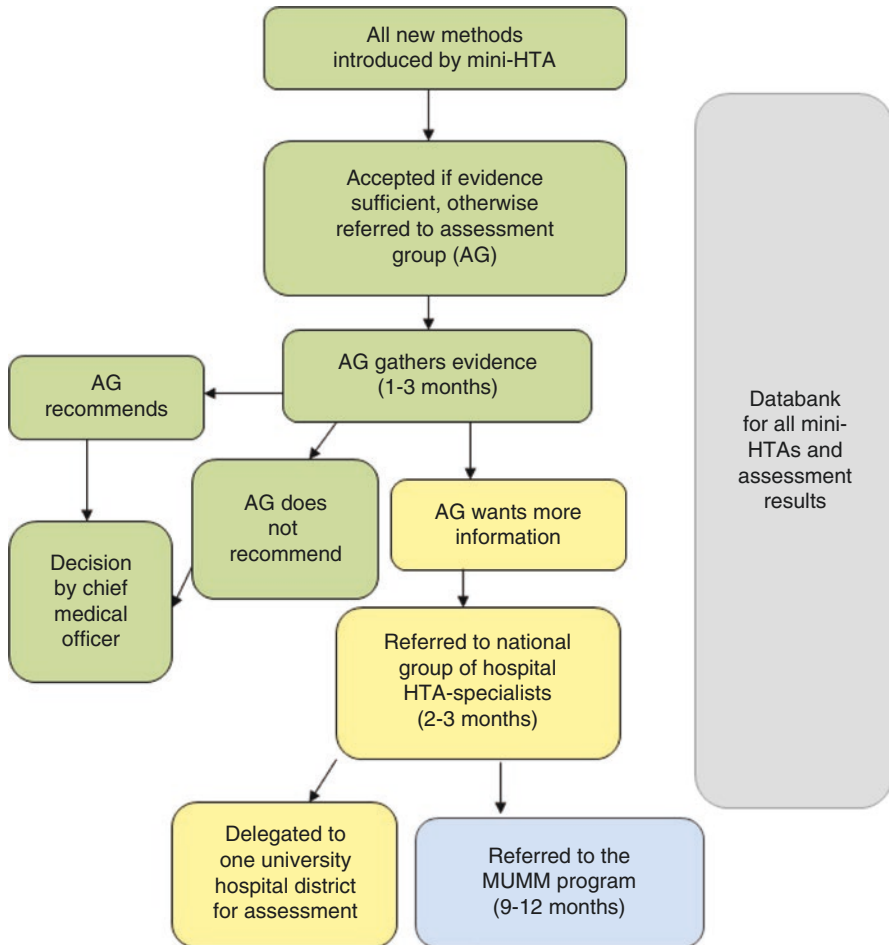 All new methods
introduced by mini-HTA
Accepted if evidence
sufficient, otherwise
referred to assessment
group (AG)
AG gathers evidence
(1-3 months)
AG
recommends
AG does
not
recommend
AG wants more
information
Decision
by chief
medical
officer
Referred to national
group of hospital
HTA-specialists
(2-3 months)
Delegated to
one university
hospital district
for assessment
Referred to the
MUMM program
(9-12 months)
Databank
for all mini-
HTAs and
assessment
results